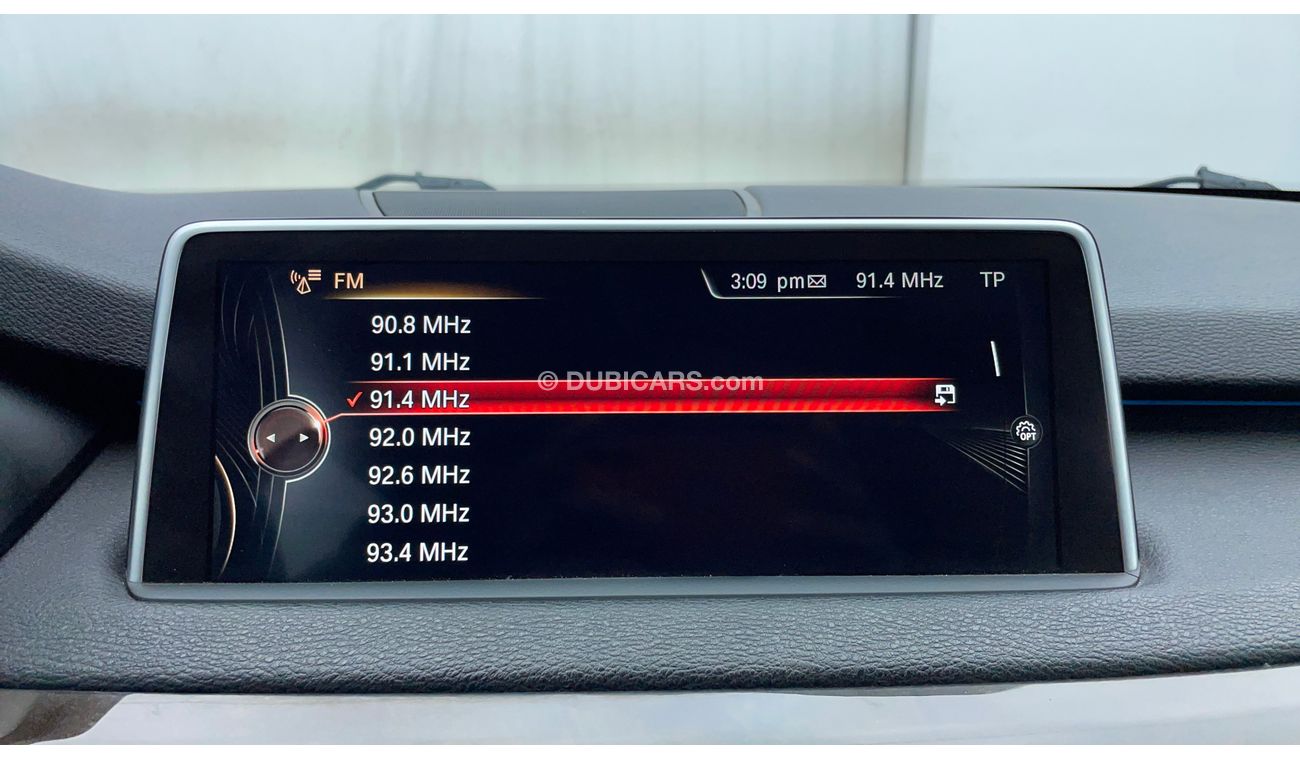 FM
3:09 pm 91.4 MHz TP
90.8 MHz
91.1 MHz
© DUBICARS.com
91.4 MHz
92.0 MHz
OPT
92.6 MHz
93.0 MHz
93.4 MHz